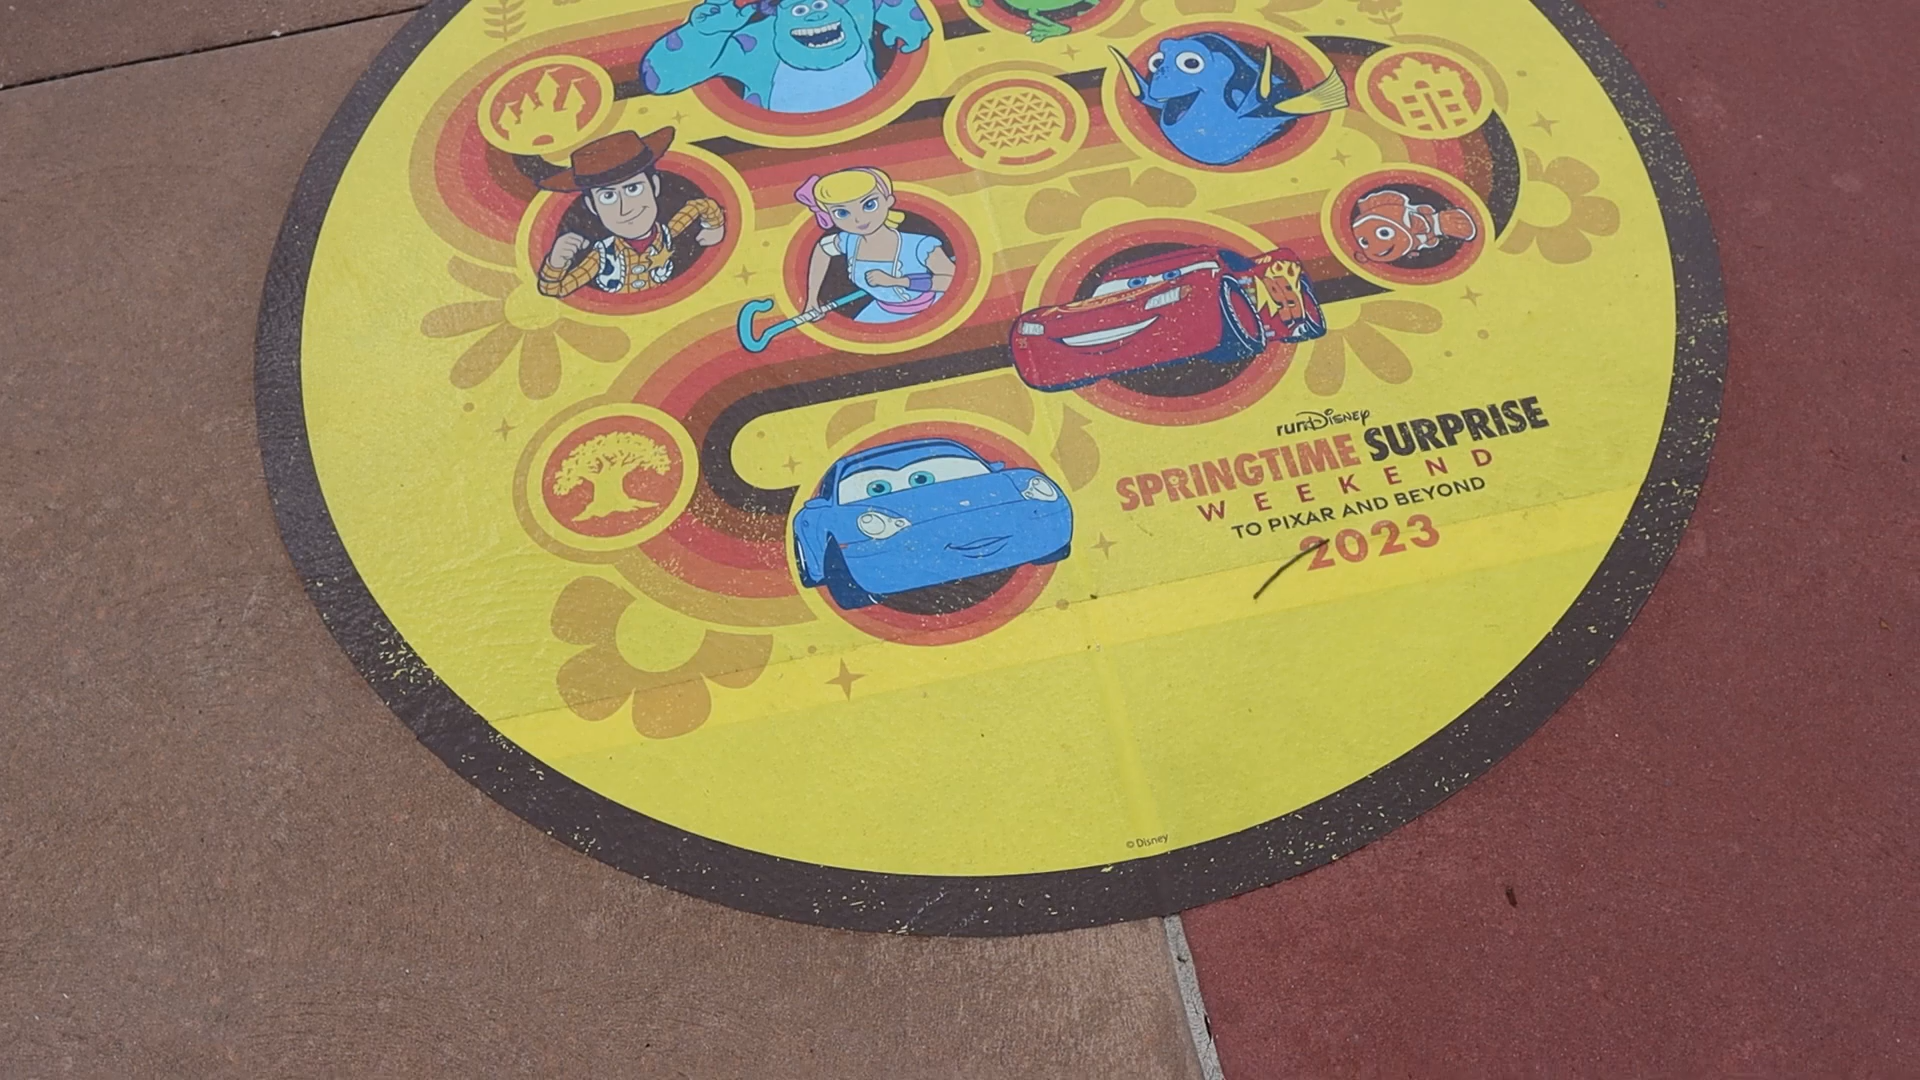 runDisney
SPRINGTIME SURPRISE
WEEKEND
TO PIXAR AND BEYOND
2023
© Disney